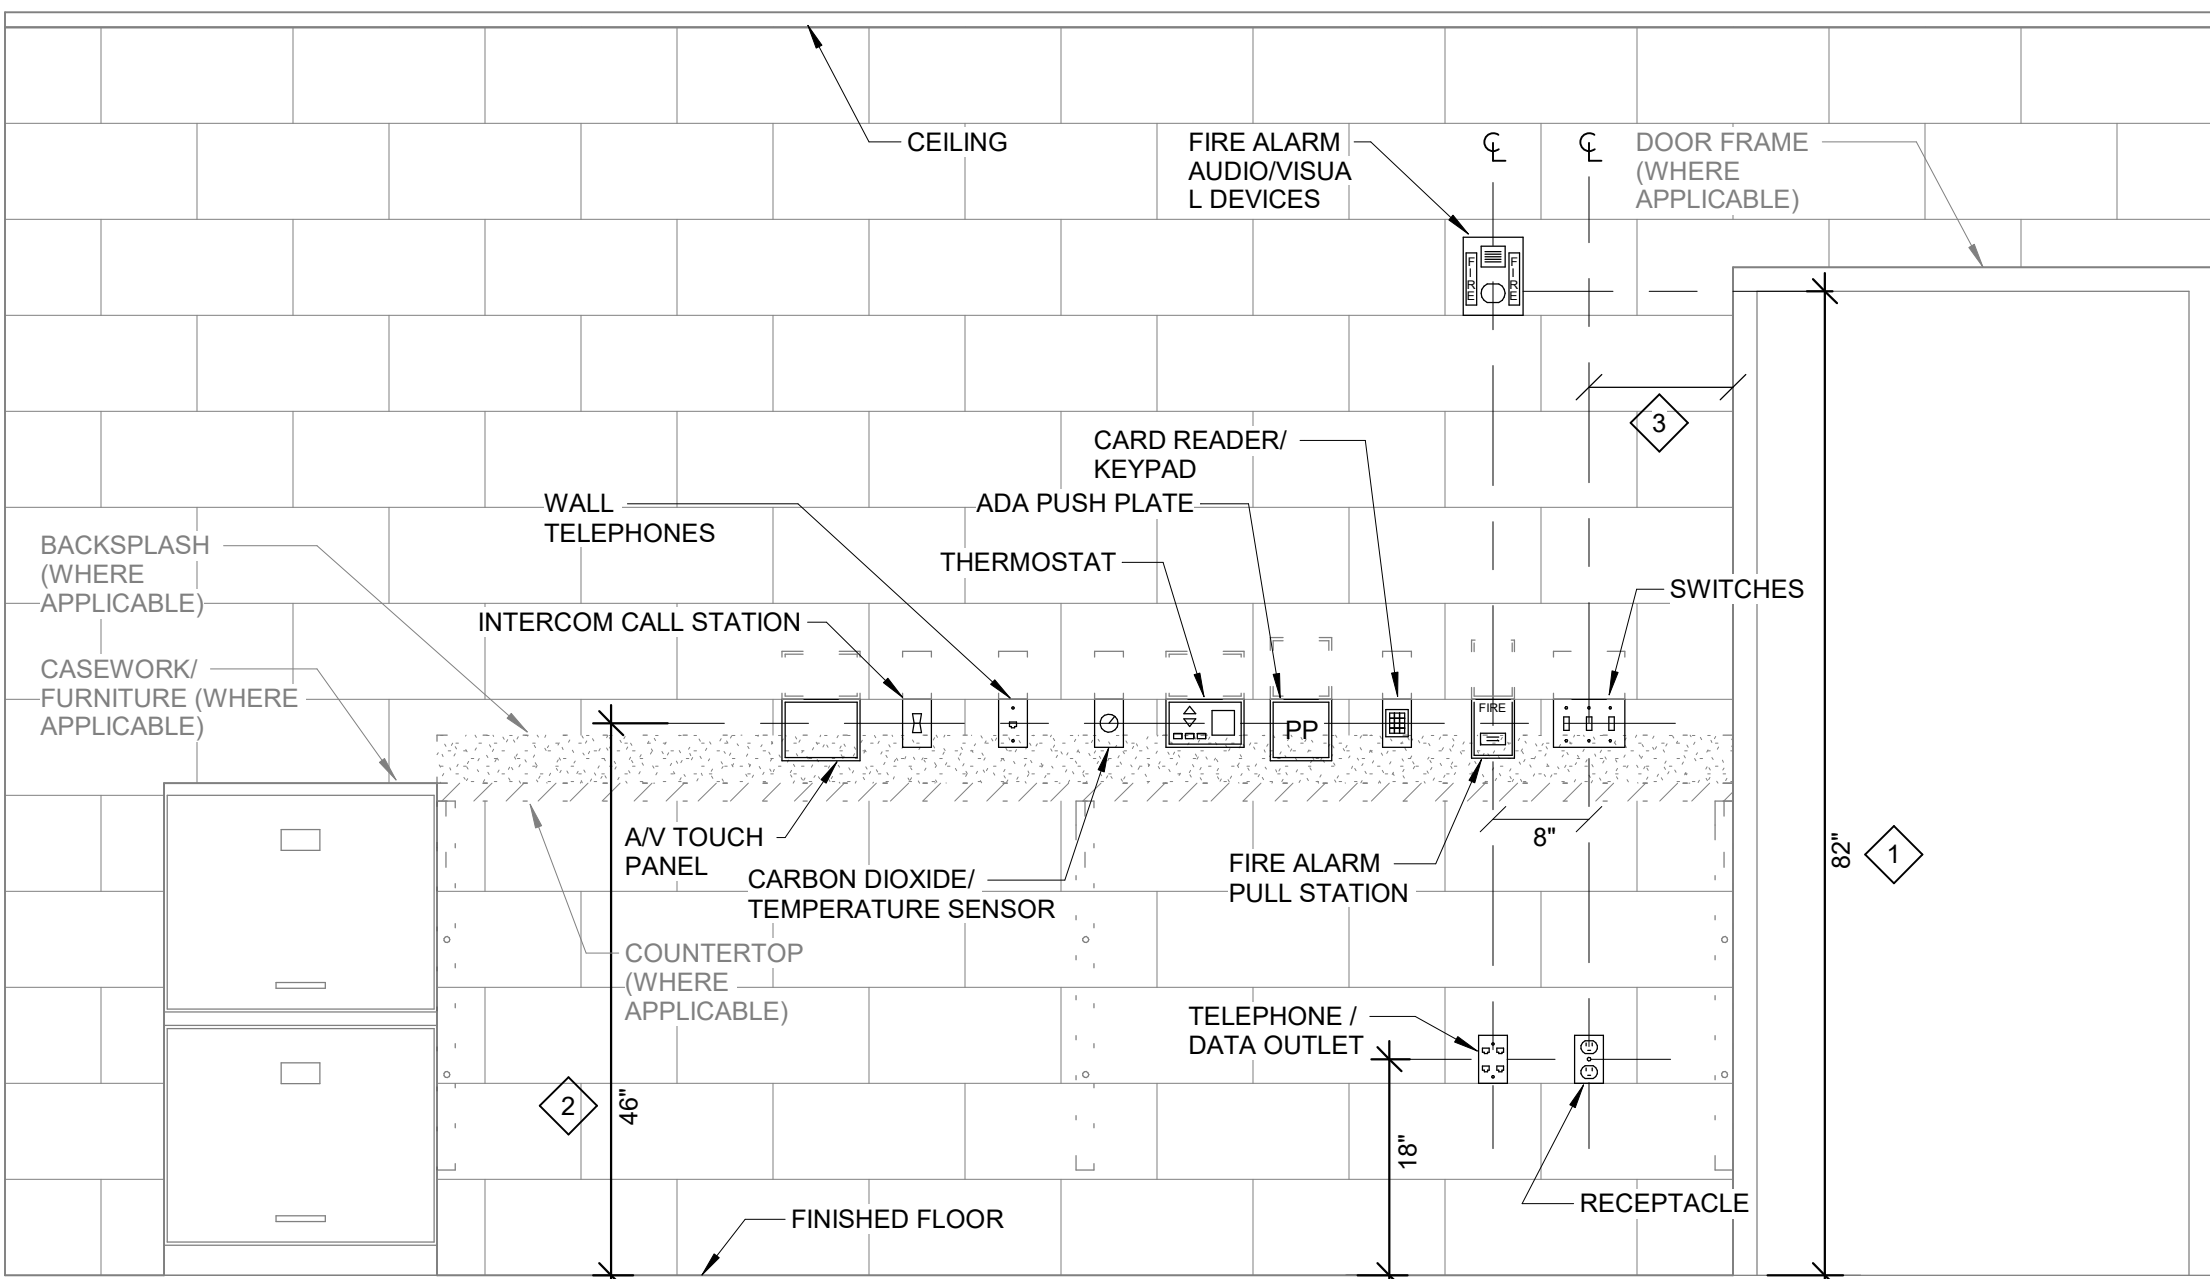 CEILING
FIRE ALARM
AUDIO/VISUA
L DEVICES
℄
℄
DOOR FRAME
(WHERE
APPLICABLE)
FIRE
FIRE
3
CARD READER/
KEYPAD
WALL
TELEPHONES
ADA PUSH PLATE
BACKSPLASH
(WHERE
APPLICABLE)
THERMOSTAT
SWITCHES
INTERCOM CALL STATION
CASEWORK/
FURNITURE (WHERE
APPLICABLE)
PP
FIRE
A/V TOUCH
PANEL
8"
82"
1
CARBON DIOXIDE/
TEMPERATURE SENSOR
FIRE ALARM
PULL STATION
COUNTERTOP
(WHERE
APPLICABLE)
TELEPHONE /
DATA OUTLET
2
46"
18"
RECEPTACLE
FINISHED FLOOR